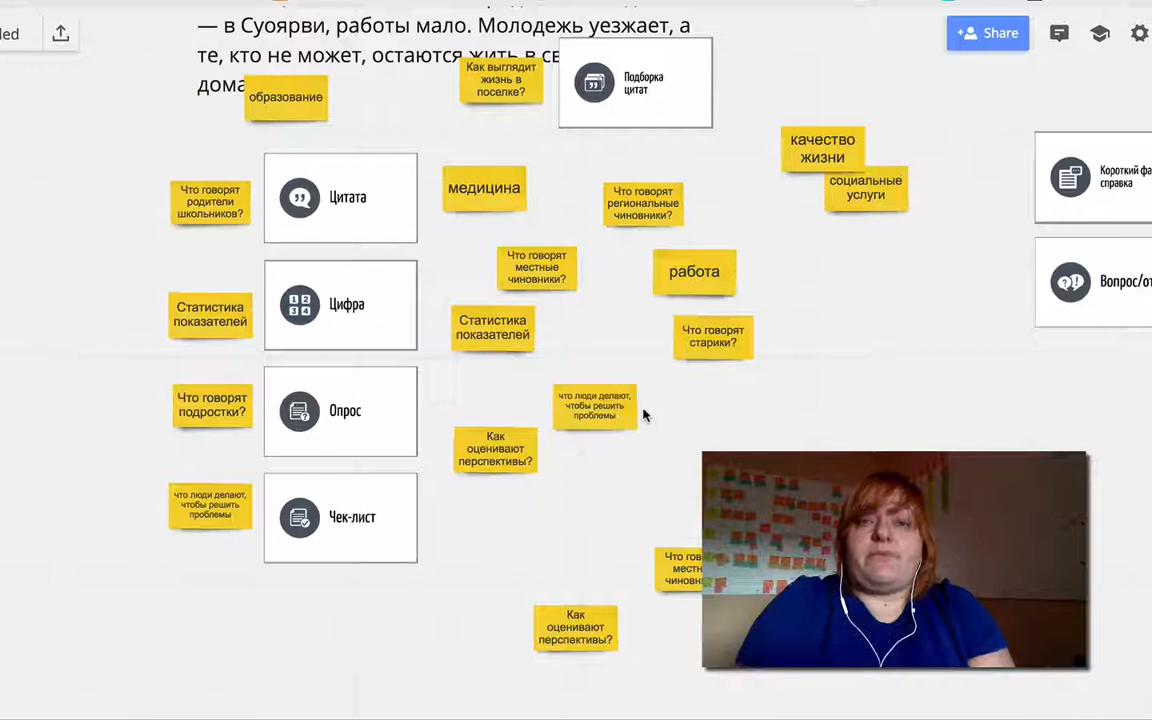 led
Share
— в Суоярви, работы мало. Молодежь уезжает, а
те, кто не может, остаются жить в
дома
образование
Как выглядит
жизнь в
поселке?
Подборка
цитат
качество
жизни
социальные
услуги
Короткий
справка
Вопрос/от
Что говорят
родители
школьников?
Цитата
медицина
Что говорят
региональные
чиновники?
Что говорят
местные
чиновники?
работа
Статистика
показателей
Цифра
Статистика
показателей
Что говорят
старики?
Что говорят
подростки?
Опрос
что люди делают,
чтобы решить
проблемы
Как
оценивают
перспективы?
что люди делают,
чтобы решить
проблемы
Чек-лист
Что гов
местн
чиновн
Как
оценивают
перспективы?